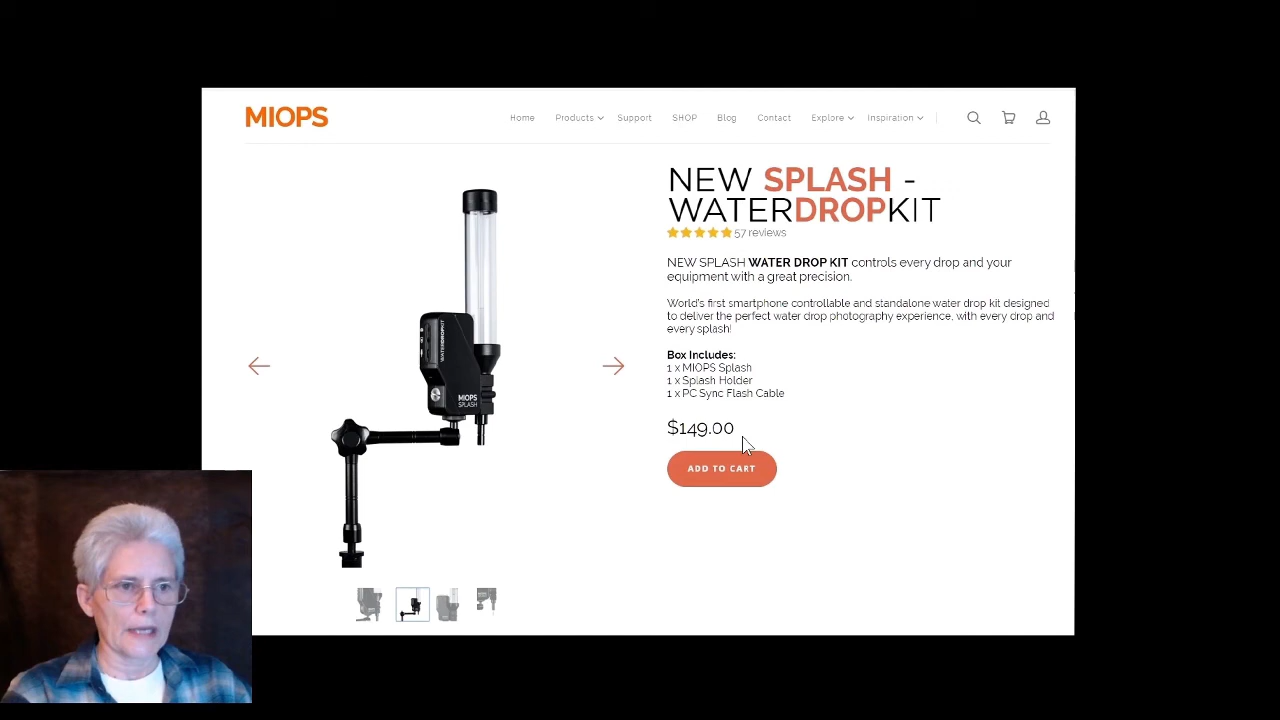 MIOPS
Home Products Support SHOP Blog Contact Explore Inspiration
NEW SPLASH -
WATERDROPKIT
57 reviews
NEW SPLASH WATER DROP KIT controls every drop and your
equipment with a great precision.
World's first smartphone controllable and standalone water drop kit designed
to deliver the perfect water drop photography experience, with every drop and
every splash!
Box Includes:
1 x MIOPS Splash
1 x Splash Holder
1 x PC Sync Flash Cable
$149.00
ADD TO CART
WATERDROPKIT
MIOPS
SPLASH